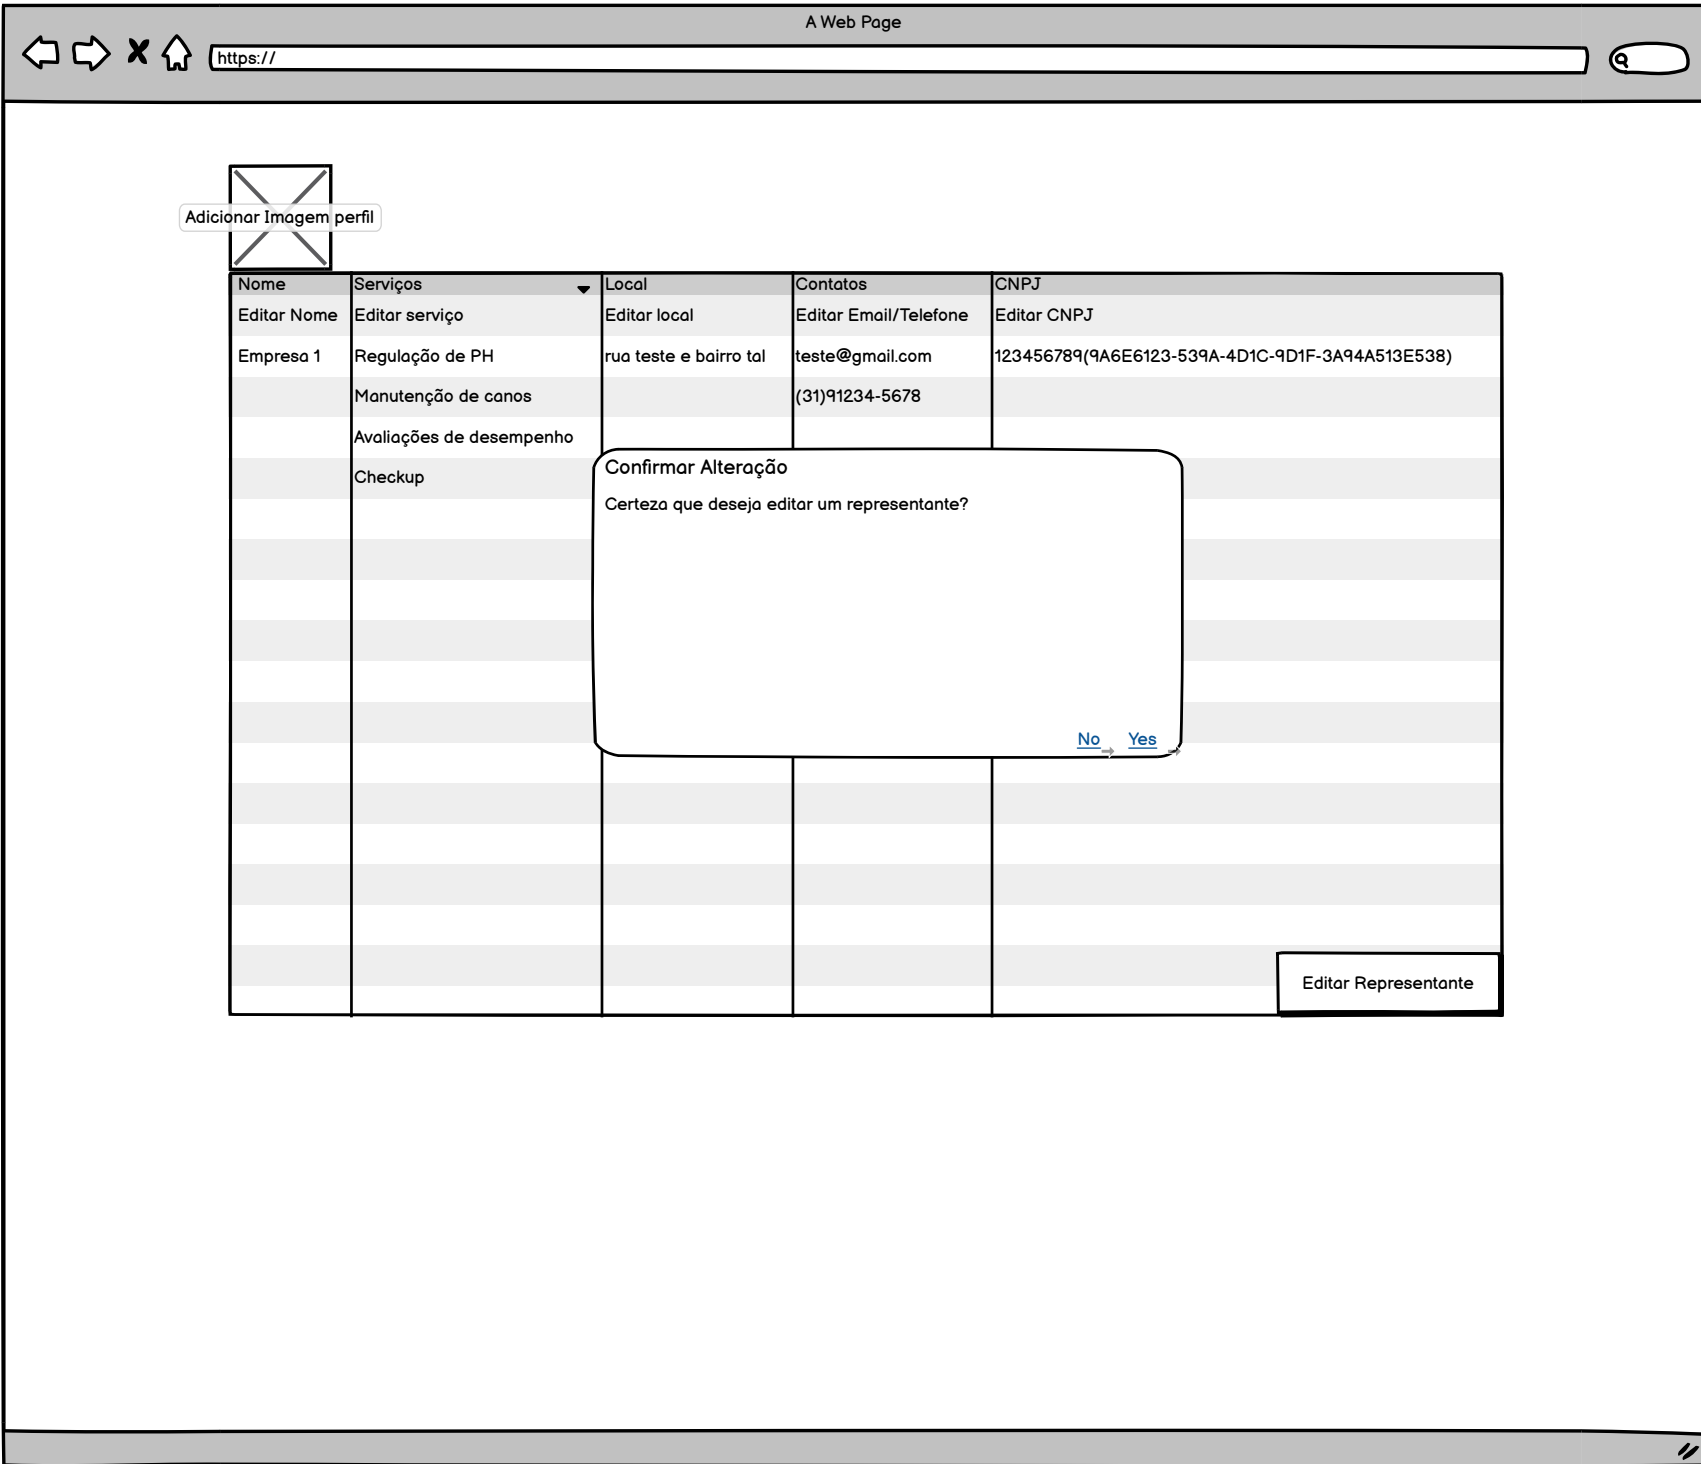 A Web Page
https://
Adicionar Imagem perfil
Nome Serviços Local Contatos CNPJ
Editar Nome Editar serviço Editar local Editar Email/Telefone Editar CNPJ
Empresa 1 Regulação de PH rua teste e bairro tal teste@gmail.com 123456789(9A6E6123-539A-4D1C-9D1F-3A94A513E538)
Manutenção de canos (31)91234-5678
Avaliações de desempenho
Checkup
Confirmar Alteração
Certeza que deseja editar um representante?
No Yes
Editar Representante